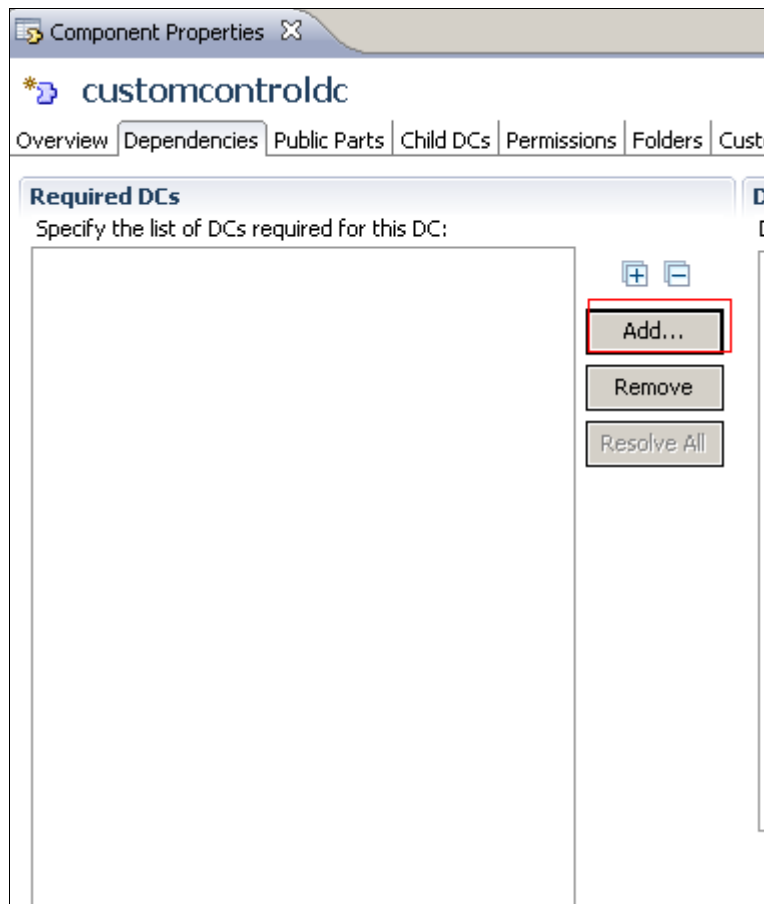 Component Properties
customcontroldc
Overview Dependencies Public Parts Child DCs Permissions Folders Cust
Required DCs
Specify the list of DCs required for this DC:
Add...
Remove
Resolve All